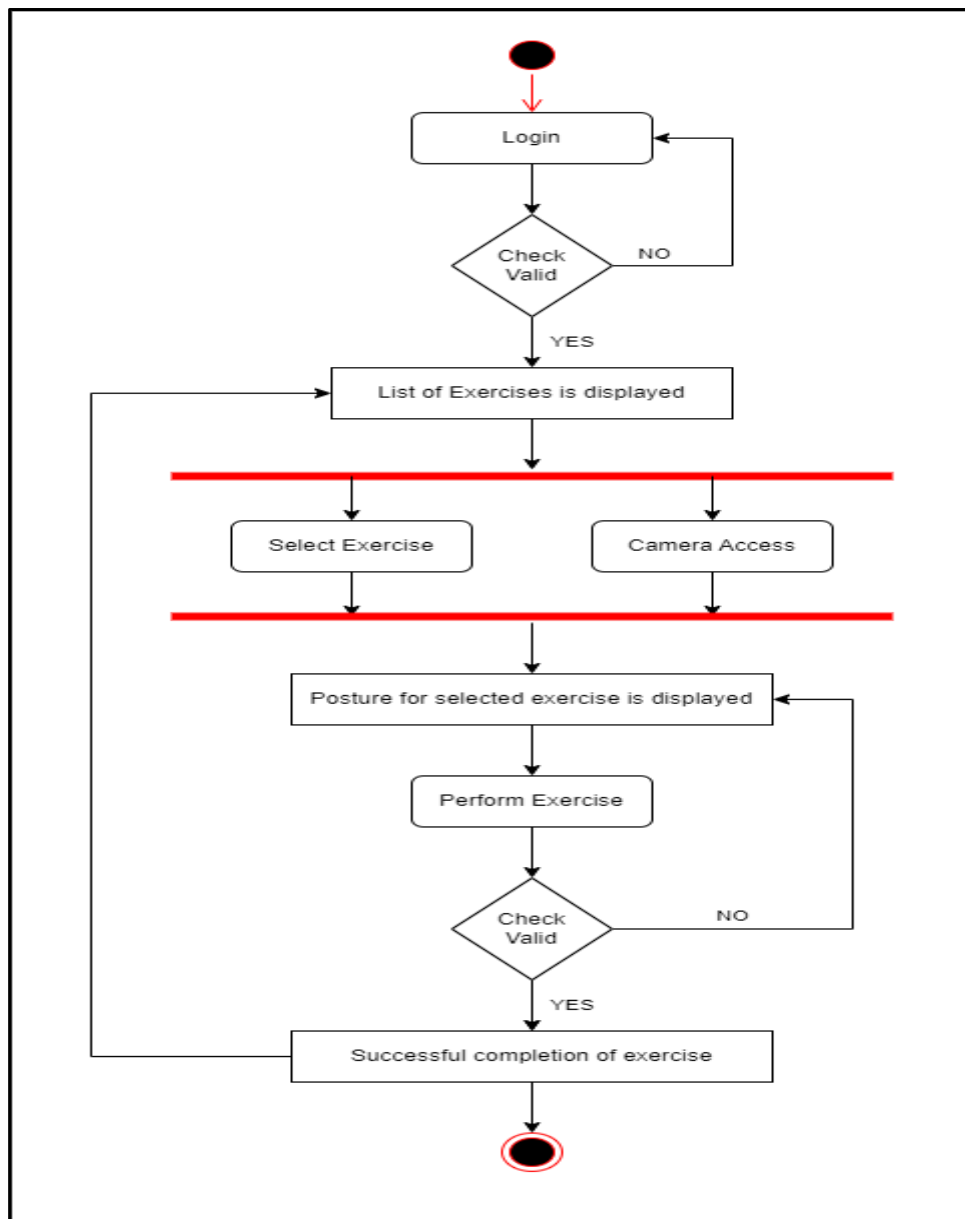 Login
Check
Valid
NO
YES
List of Exercises is displayed
Select Exercise
Camera Access
Posture for selected exercise is displayed
Perform Exercise
Check
Valid
NO
YES
Successful completion of exercise